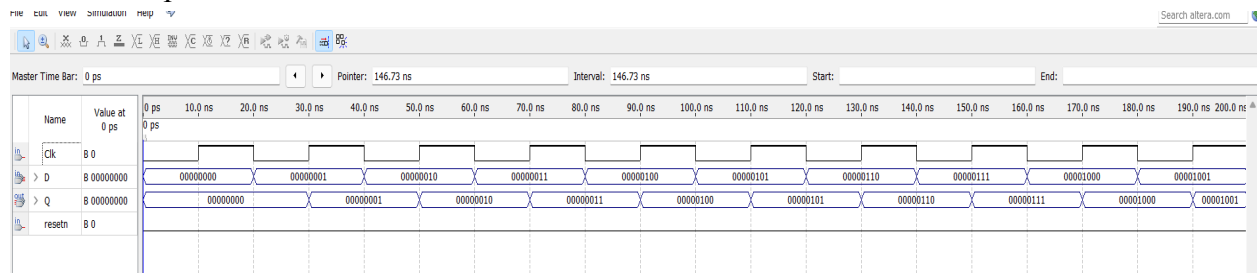 File Edit View Simulation Help
Search altera.com
Master Time Bar: 0 ps Pointer: 146.73 ns Interval: 146.73 ns Start: End:
Name Value at 0 ps
0 ps 10.0 ns 20.0 ns 30.0 ns 40.0 ns 50.0 ns 60.0 ns 70.0 ns 80.0 ns 90.0 ns 100.0 ns 110.0 ns 120.0 ns 130.0 ns 140.0 ns 150.0 ns 160.0 ns 170.0 ns 180.0 ns 190.0 ns 200.0 ns
0 ps
Clk B 0
D B 00000000 00000000 00000001 00000010 00000011 00000100 00000101 00000110 00000111 00001000 00001001
Q B 00000000 00000000 00000001 00000010 00000011 00000100 00000101 00000110 00000111 00001000 00001001
resetn B 0